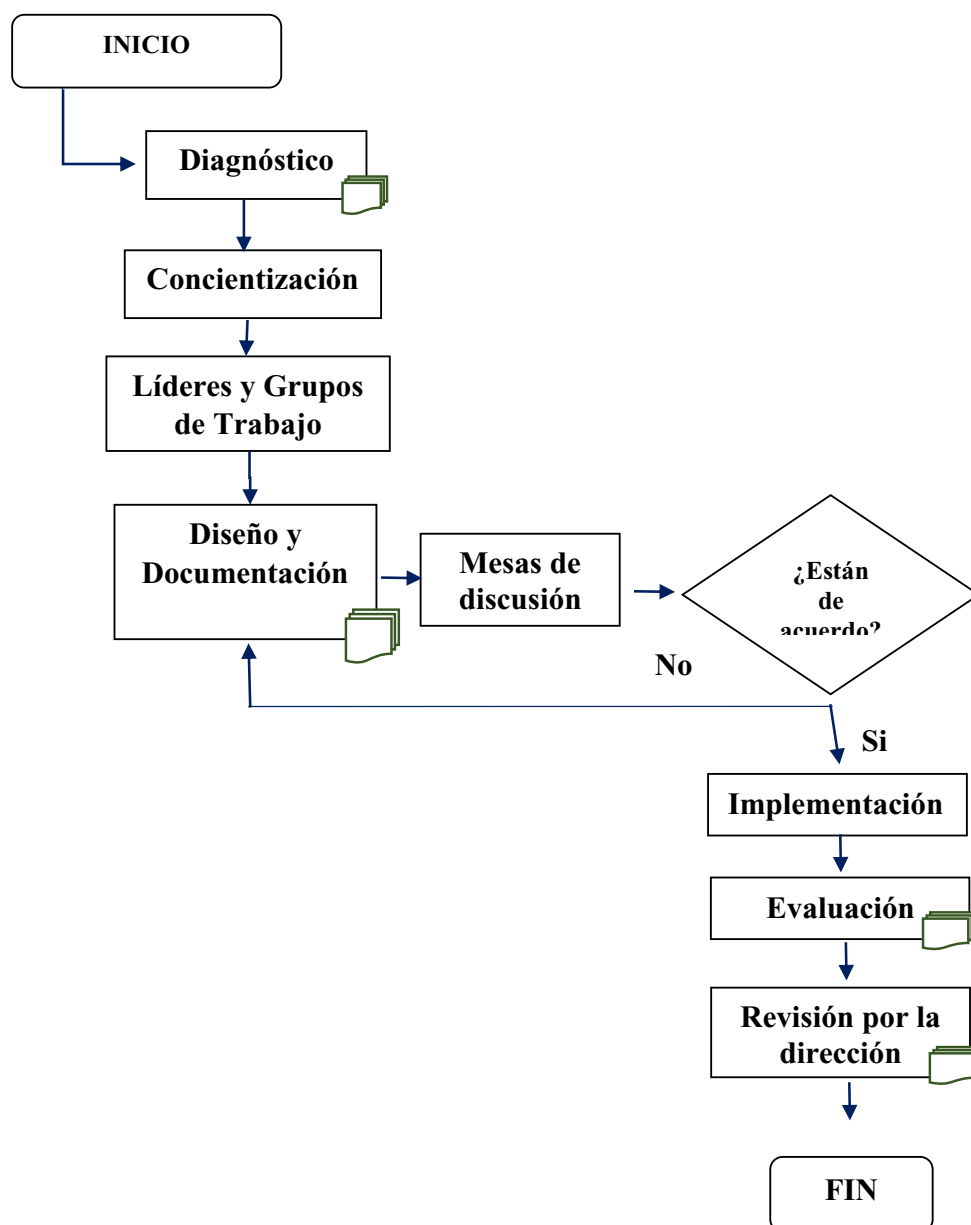 INICIO
Diagnóstico
Concientización
Líderes y Grupos
de Trabajo
Diseño y
Documentación
Mesas de
discusión
¿Están
de
acuerdo?
No
Si
Implementación
Evaluación
Revisión por la
dirección
FIN